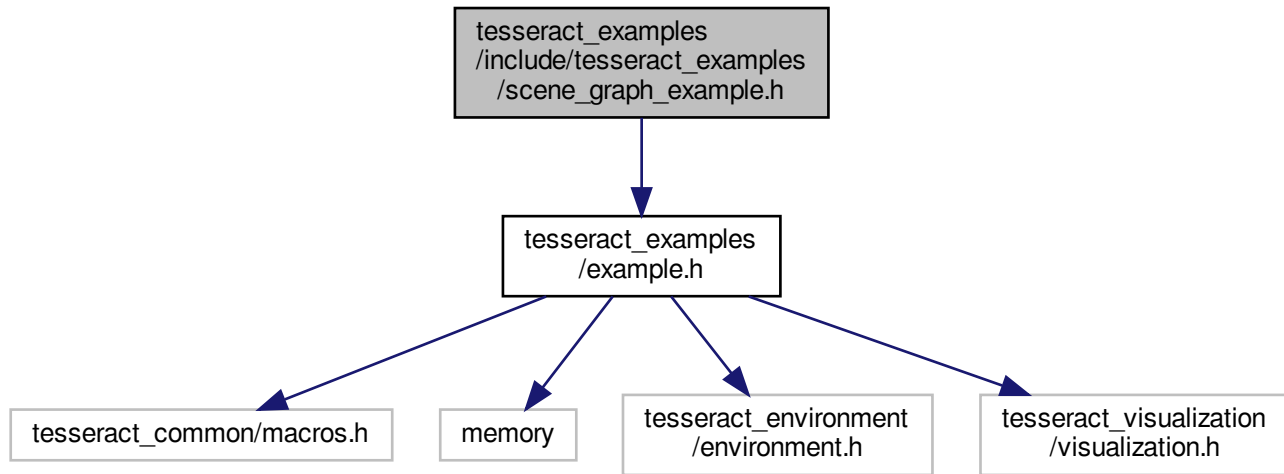 tesseract_examples
/include/tesseract_examples
/scene_graph_example.h
tesseract_examples
/example.h
tesseract_common/macros.h
memory
tesseract_environment
/environment.h
tesseract_visualization
/visualization.h